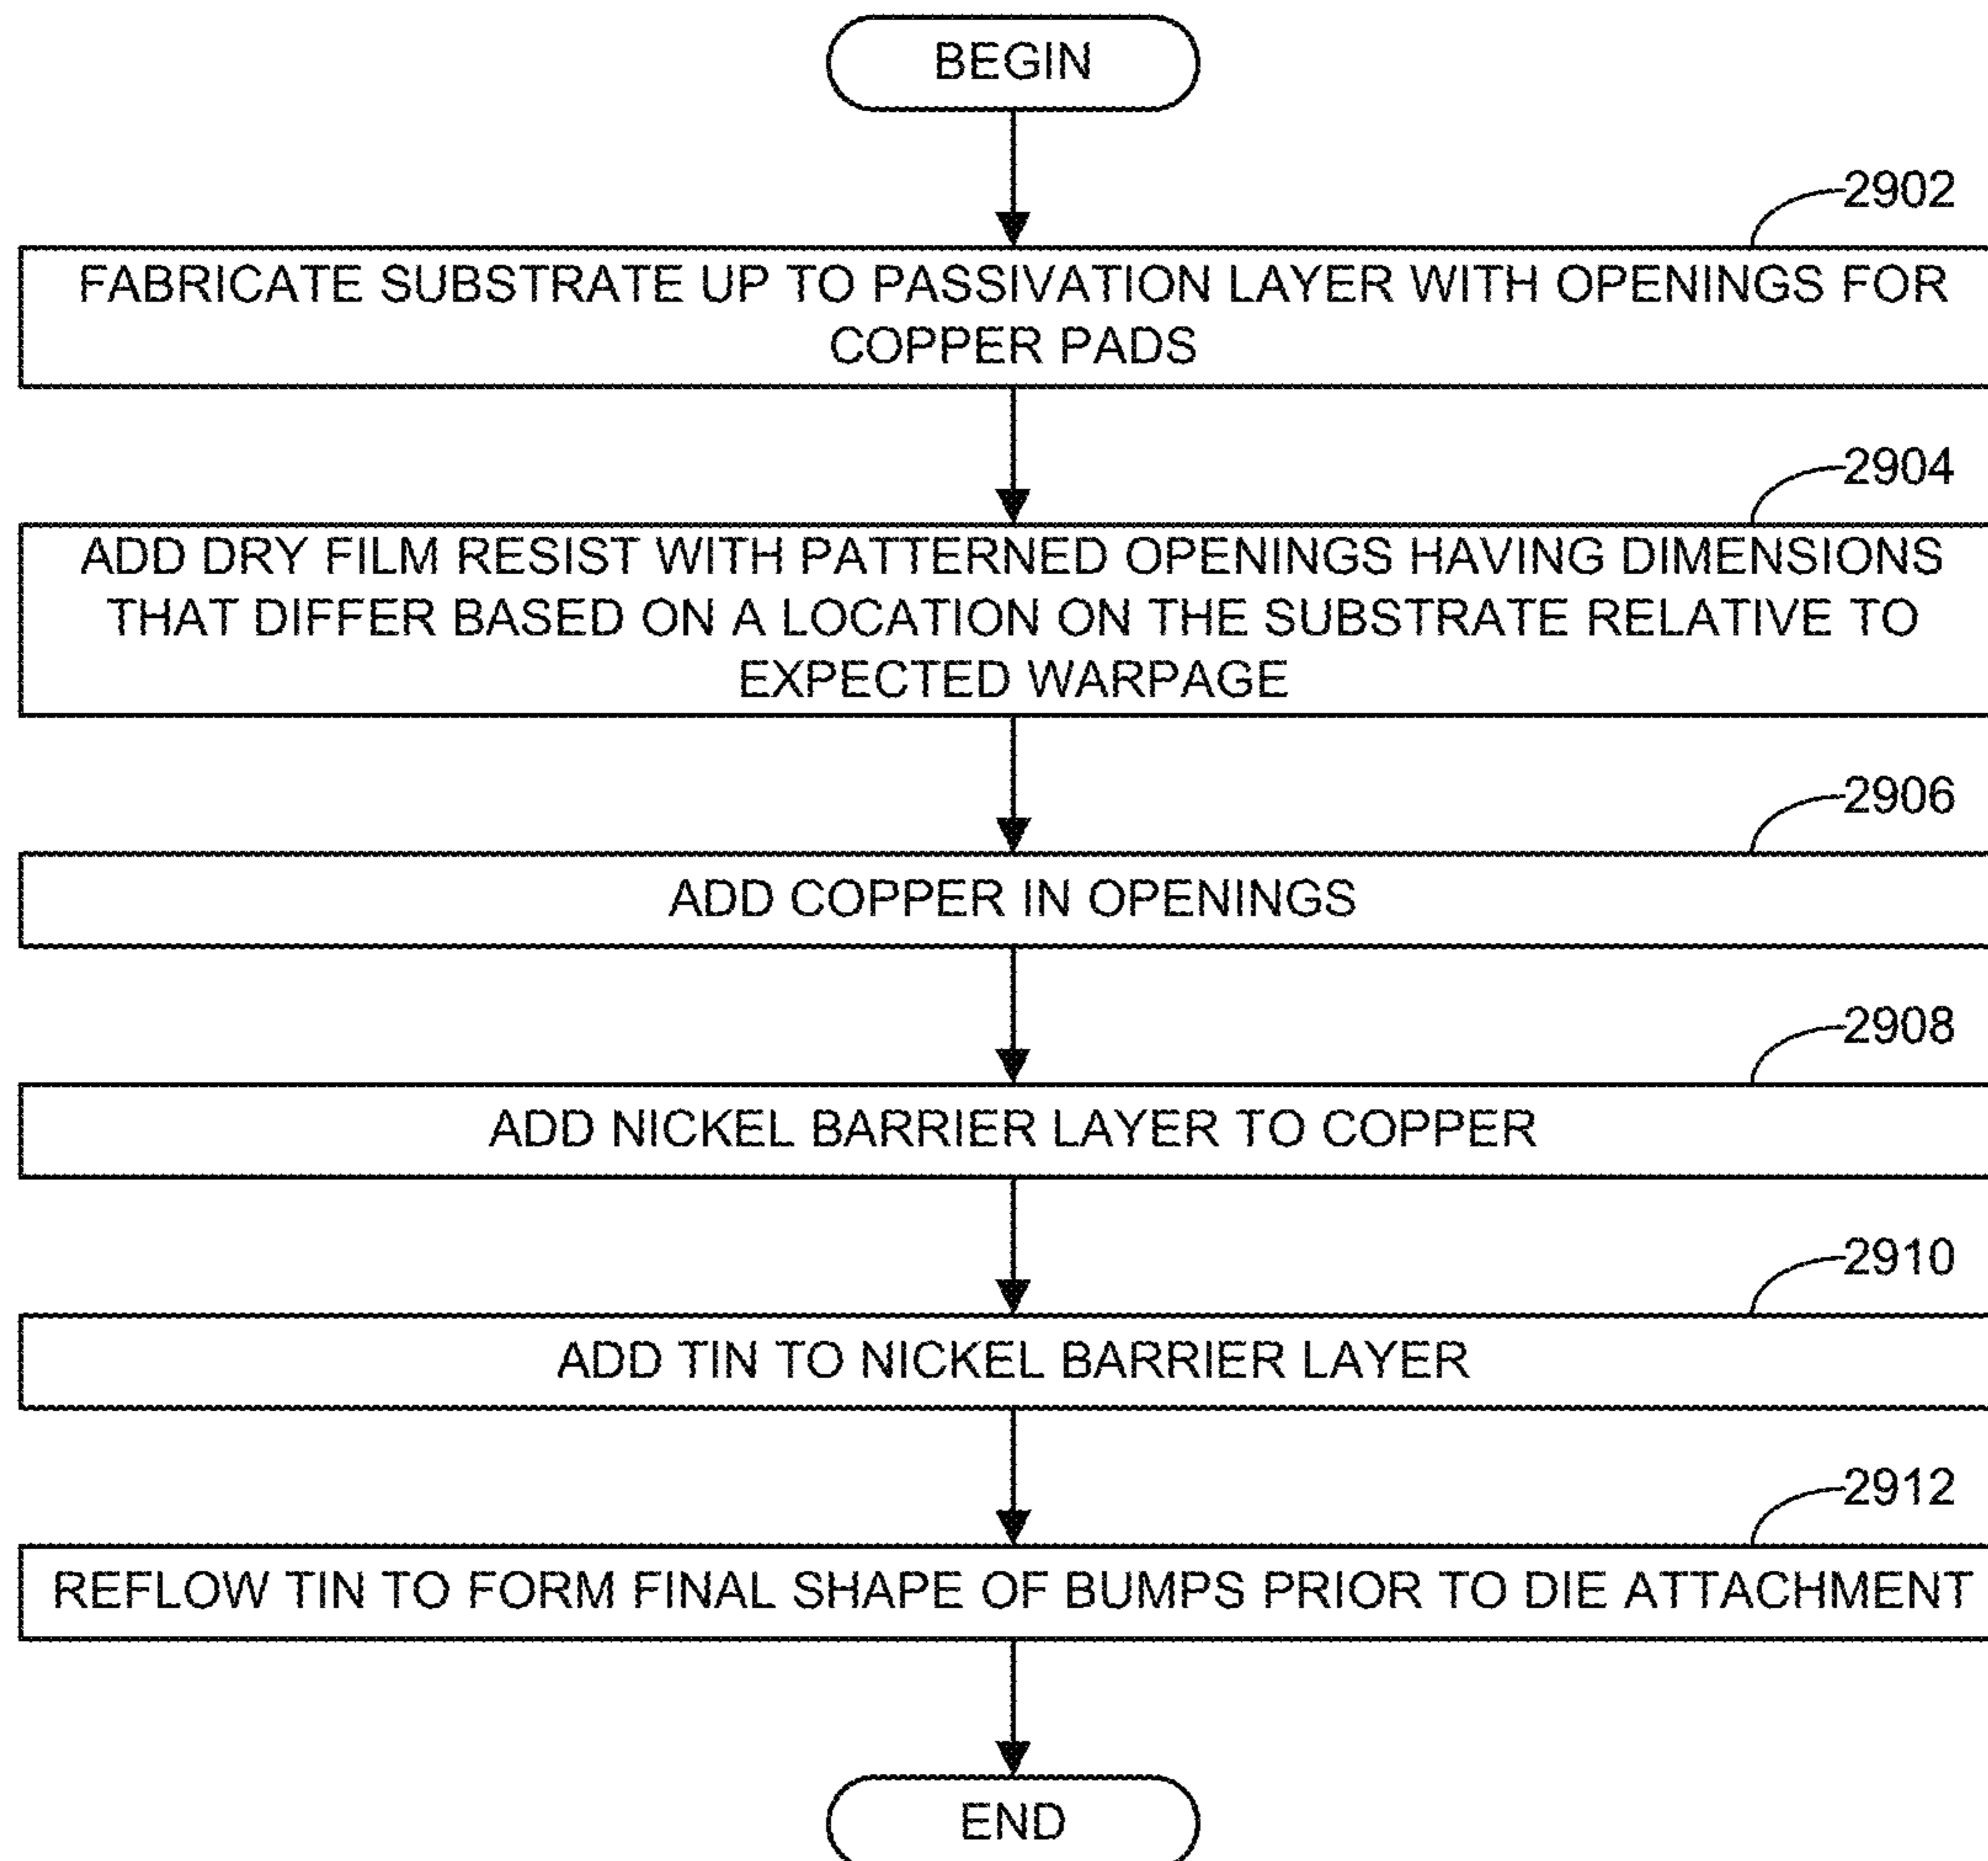 BEGIN
2902
FABRICATE SUBSTRATE UP TO PASSIVATION LAYER WITH OPENINGS FOR
COPPER PADS
2904
ADD DRY FILM RESIST WITH PATTERNED OPENINGS HAVING DIMENSIONS
THAT DIFFER BASED ON A LOCATION ON THE SUBSTRATE RELATIVE TO
EXPECTED WARPAGE
2906
ADD COPPER IN OPENINGS
2908
ADD NICKEL BARRIER LAYER TO COPPER
2910
ADD TIN TO NICKEL BARRIER LAYER
2912
REFLOW TIN TO FORM FINAL SHAPE OF BUMPS PRIOR TO DIE ATTACHMENT
END